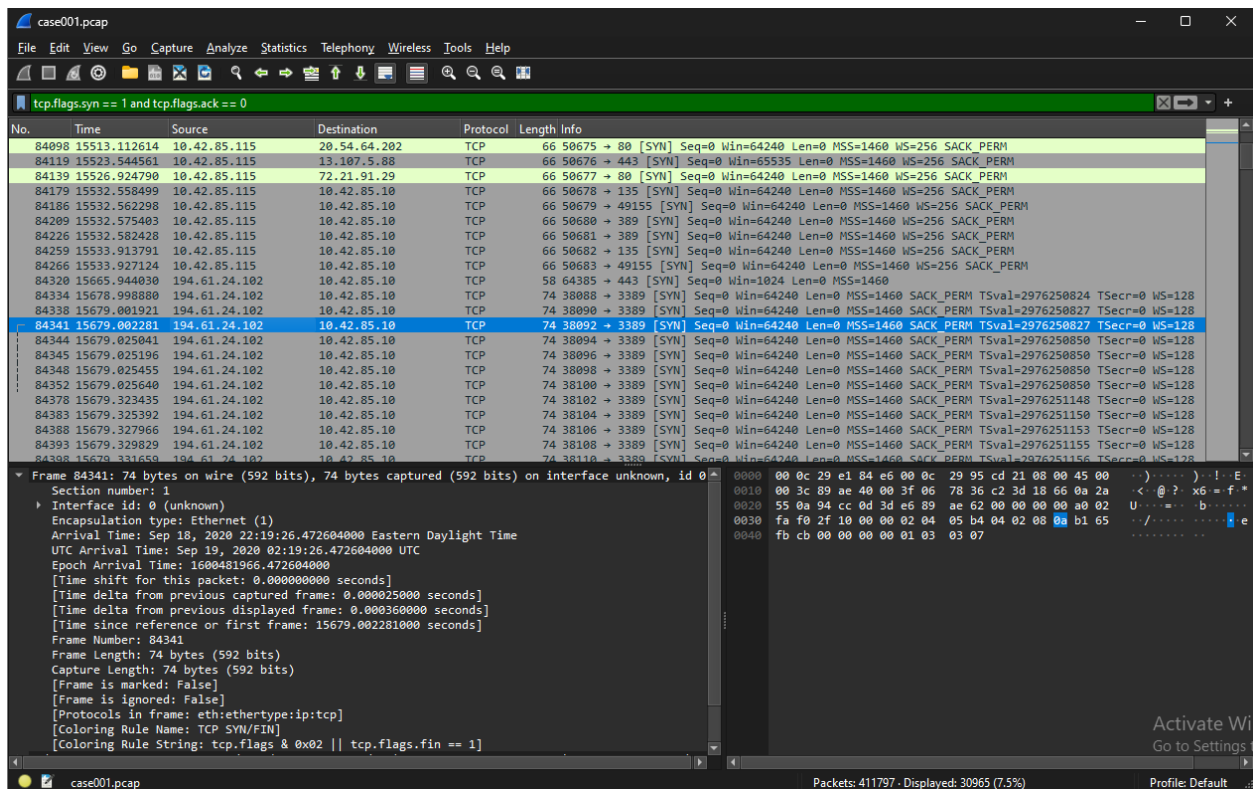 case001.pcap
File Edit View Go Capture Analyze Statistics Telephony Wireless Tools Help
tcp.flags.syn == 1 and tcp.flags.ack == 0
No. Time Source Destination Protocol Length Info
84098 15513.112614 10.42.85.115 20.54.64.202 TCP 66 50675 → 80 [SYN] Seq=0 Win=64240 Len=0 MSS=1460 WS=256 SACK_PERM
84119 15523.544561 10.42.85.115 13.107.5.88 TCP 66 50676 → 443 [SYN] Seq=0 Win=65535 Len=0 MSS=1460 WS=256 SACK_PERM
84139 15526.924790 10.42.85.115 72.21.91.29 TCP 66 50677 → 80 [SYN] Seq=0 Win=64240 Len=0 MSS=1460 WS=256 SACK_PERM
84179 15532.558499 10.42.85.115 10.42.85.10 TCP 66 50678 → 135 [SYN] Seq=0 Win=64240 Len=0 MSS=1460 WS=256 SACK_PERM
84186 15532.562298 10.42.85.115 10.42.85.10 TCP 66 50679 → 49155 [SYN] Seq=0 Win=64240 Len=0 MSS=1460 WS=256 SACK_PERM
84209 15532.575403 10.42.85.115 10.42.85.10 TCP 66 50680 → 389 [SYN] Seq=0 Win=64240 Len=0 MSS=1460 WS=256 SACK_PERM
84226 15532.582428 10.42.85.115 10.42.85.10 TCP 66 50681 → 389 [SYN] Seq=0 Win=64240 Len=0 MSS=1460 WS=256 SACK_PERM
84259 15533.913791 10.42.85.115 10.42.85.10 TCP 66 50682 → 135 [SYN] Seq=0 Win=64240 Len=0 MSS=1460 WS=256 SACK_PERM
84266 15533.927124 10.42.85.115 10.42.85.10 TCP 66 50683 → 49155 [SYN] Seq=0 Win=64240 Len=0 MSS=1460 WS=256 SACK_PERM
84320 15665.944030 194.61.24.102 10.42.85.10 TCP 58 64385 → 443 [SYN] Seq=0 Win=1024 Len=0 MSS=1460
84334 15678.998880 194.61.24.102 10.42.85.10 TCP 74 38088 → 3389 [SYN] Seq=0 Win=64240 Len=0 MSS=1460 SACK_PERM TSval=2976250824 TSecr=0 WS=128
84338 15679.001921 194.61.24.102 10.42.85.10 TCP 74 38090 → 3389 [SYN] Seq=0 Win=64240 Len=0 MSS=1460 SACK_PERM TSval=2976250827 TSecr=0 WS=128
84341 15679.002281 194.61.24.102 10.42.85.10 TCP 74 38092 → 3389 [SYN] Seq=0 Win=64240 Len=0 MSS=1460 SACK_PERM TSval=2976250827 TSecr=0 WS=128
84344 15679.025041 194.61.24.102 10.42.85.10 TCP 74 38094 → 3389 [SYN] Seq=0 Win=64240 Len=0 MSS=1460 SACK_PERM TSval=2976250850 TSecr=0 WS=128
84345 15679.025196 194.61.24.102 10.42.85.10 TCP 74 38096 → 3389 [SYN] Seq=0 Win=64240 Len=0 MSS=1460 SACK_PERM TSval=2976250850 TSecr=0 WS=128
84348 15679.025455 194.61.24.102 10.42.85.10 TCP 74 38098 → 3389 [SYN] Seq=0 Win=64240 Len=0 MSS=1460 SACK_PERM TSval=2976250850 TSecr=0 WS=128
84352 15679.025640 194.61.24.102 10.42.85.10 TCP 74 38100 → 3389 [SYN] Seq=0 Win=64240 Len=0 MSS=1460 SACK_PERM TSval=2976250850 TSecr=0 WS=128
84378 15679.323435 194.61.24.102 10.42.85.10 TCP 74 38102 → 3389 [SYN] Seq=0 Win=64240 Len=0 MSS=1460 SACK_PERM TSval=2976251148 TSecr=0 WS=128
84383 15679.325392 194.61.24.102 10.42.85.10 TCP 74 38104 → 3389 [SYN] Seq=0 Win=64240 Len=0 MSS=1460 SACK_PERM TSval=2976251150 TSecr=0 WS=128
84388 15679.327966 194.61.24.102 10.42.85.10 TCP 74 38106 → 3389 [SYN] Seq=0 Win=64240 Len=0 MSS=1460 SACK_PERM TSval=2976251153 TSecr=0 WS=128
84393 15679.329829 194.61.24.102 10.42.85.10 TCP 74 38108 → 3389 [SYN] Seq=0 Win=64240 Len=0 MSS=1460 SACK_PERM TSval=2976251155 TSecr=0 WS=128
84398 15679.331659 194.61.24.102 10.42.85.10 TCP 74 38110 → 3389 [SYN] Seq=0 Win=64240 Len=0 MSS=1460 SACK_PERM
Frame 84341: 74 bytes on wire (592 bits), 74 bytes captured (592 bits) on interface unknown, id 0
Section number: 1
Interface id: 0 (unknown)
Encapsulation type: Ethernet (1)
Arrival Time: Sep 18, 2020 22:19:26.472604000 Eastern Daylight Time
UTC Arrival Time: Sep 19, 2020 02:19:26.472604000 UTC
Epoch Arrival Time: 1600481966.472604000
[Time shift for this packet: 0.000000000 seconds]
[Time delta from previous captured frame: 0.000025000 seconds]
[Time delta from previous displayed frame: 0.000360000 seconds]
[Time since reference or first frame: 15679.002281000 seconds]
Frame Number: 84341
Frame Length: 74 bytes (592 bits)
Capture Length: 74 bytes (592 bits)
[Frame is marked: False]
[Frame is ignored: False]
[Protocols in frame: eth:ethertype:ip:tcp]
[Coloring Rule Name: TCP SYN/FIN]
[Coloring Rule String: tcp.flags & 0x02 || tcp.flags.fin == 1]
0000 00 0c 29 e1 84 e6 00 0c 29 95 cd 21 08 00 45 00 ··)····· )··!··E·
0010 00 3c 89 ae 40 00 3f 06 78 36 c2 3d 18 66 0a 2a ·<··@·?· x6·=·f·*
0020 55 0a 94 cc 0d 3d e6 89 ae 62 00 00 00 00 a0 02 U····=·· ·b······
0030 fa f0 2f 10 00 00 02 04 05 b4 04 02 08 0a b1 65 ··/····· ·······e
0040 fb cb 00 00 00 00 01 03 03 07 ········ ··
Activate Wi
Go to Settings t
case001.pcap
Packets: 411797 · Displayed: 30965 (7.5%)
Profile: Default